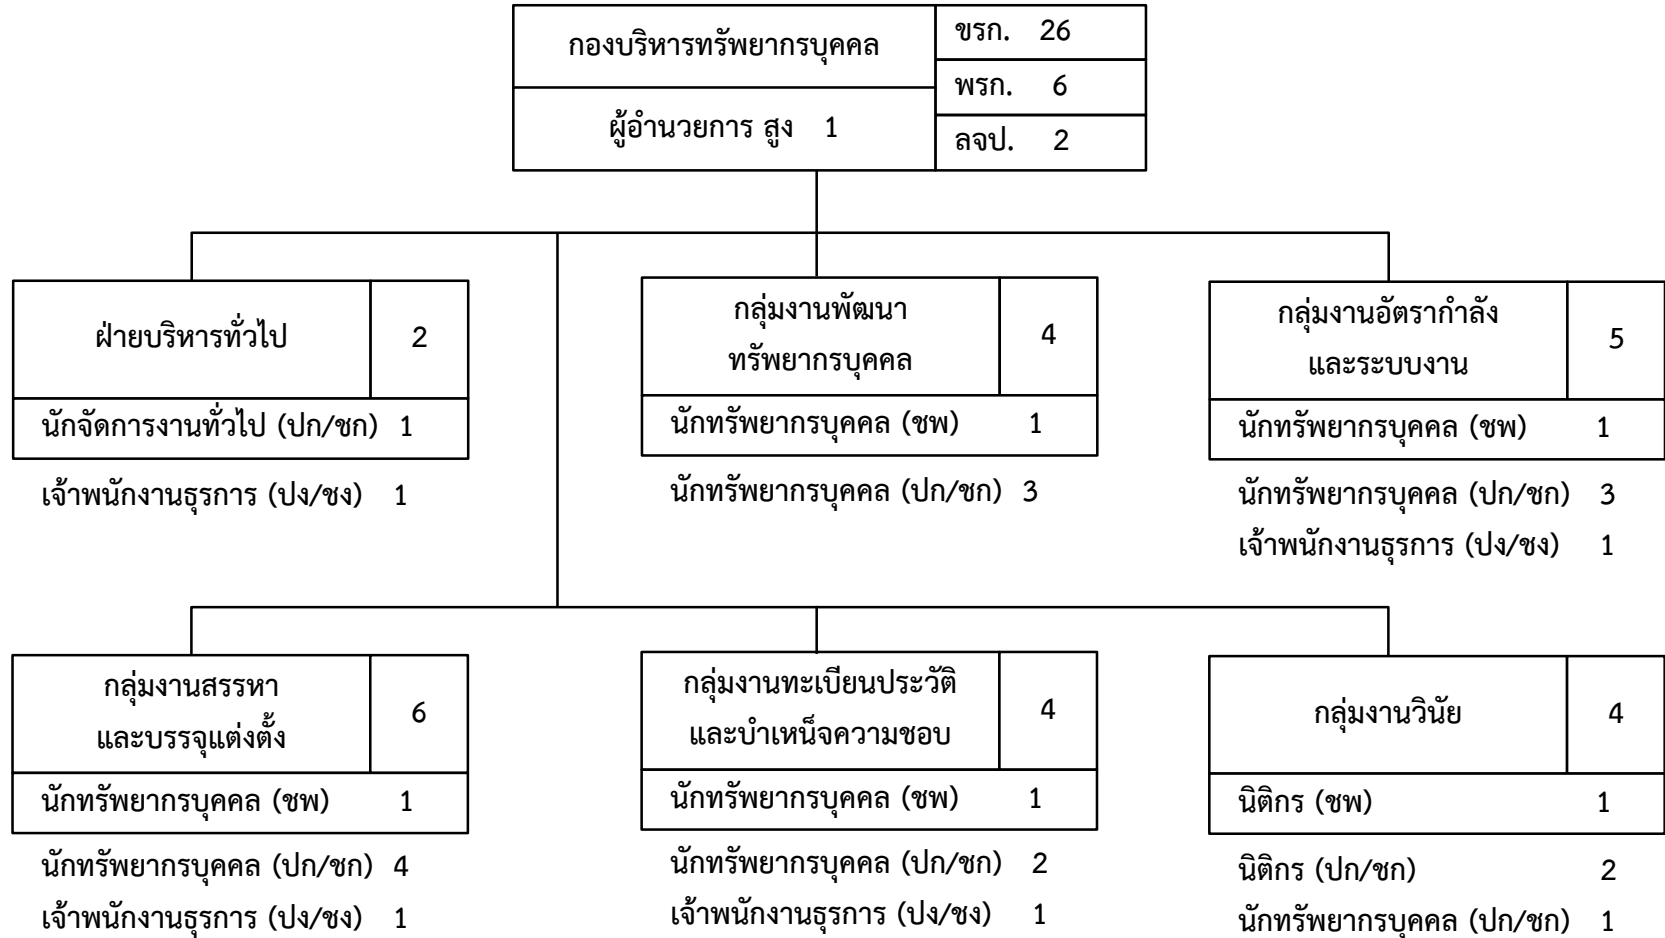 กองบริหารทรัพยากรบุคคล
ผู้อำนวยการ สูง 1
ขรก. 26
พรก. 6
ลจป. 2
ฝ่ายบริหารทั่วไป 2
นักจัดการงานทั่วไป (ปก/ชก) 1
เจ้าพนักงานธุรการ (ปง/ชง) 1
กลุ่มงานพัฒนา
ทรัพยากรบุคคล
4
นักทรัพยากรบุคคล (ชพ) 1
นักทรัพยากรบุคคล (ปก/ชก) 3
กลุ่มงานอัตรากำลัง
และระบบงาน
5
นักทรัพยากรบุคคล (ชพ) 1
นักทรัพยากรบุคคล (ปก/ชก) 3
เจ้าพนักงานธุรการ (ปง/ชง) 1
กลุ่มงานสรรหา
และบรรจุแต่งตั้ง
6
นักทรัพยากรบุคคล (ชพ) 1
นักทรัพยากรบุคคล (ปก/ชก) 4
เจ้าพนักงานธุรการ (ปง/ชง) 1
กลุ่มงานทะเบียนประวัติ
และบำเหน็จความชอบ
4
นักทรัพยากรบุคคล (ชพ) 1
นักทรัพยากรบุคคล (ปก/ชก) 2
เจ้าพนักงานธุรการ (ปง/ชง) 1
กลุ่มงานวินัย 4
นิติกร (ชพ) 1
นิติกร (ปก/ชก) 2
นักทรัพยากรบุคคล (ปก/ชก) 1